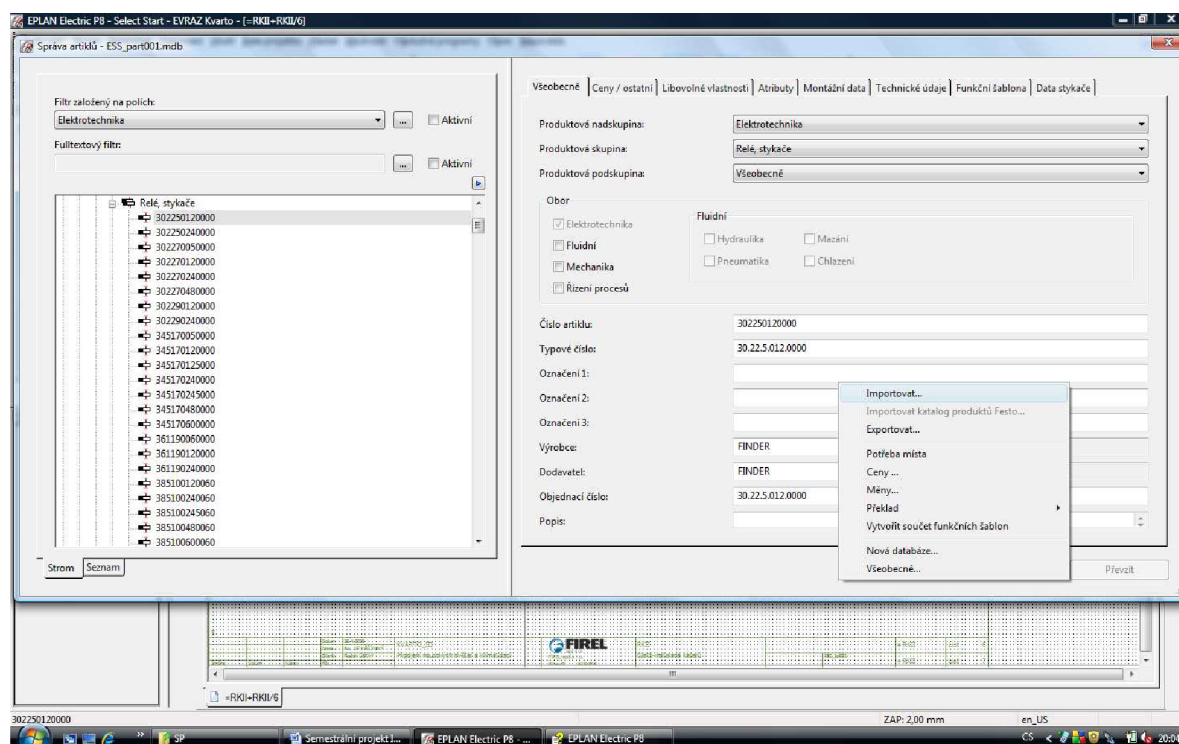 EPLAN Electric P8 - Select Start - EVRAZ Kvarto - [=RKII+RKII/6]
Správa artiklů - ESS_part001.mdb
Filtr založený na polích:
Elektrotechnika
...
Aktivní
Fulltextový filtr:
...
Aktivní
Relé, stykače
302250120000
302250240000
302270050000
302270120000
302270240000
302270480000
302290120000
302290240000
345170050000
345170120000
345170125000
345170240000
345170245000
345170480000
345170600000
361190060000
361190120000
361190240000
385100120060
385100240060
385100245060
385100480060
385100600060
Strom
Seznam
Všeobecně
Ceny / ostatní
Libovolné vlastnosti
Atributy
Montážní data
Technické údaje
Funkční šablona
Data stykače
Produktová nadskupina:
Elektrotechnika
Produktová skupina:
Relé, stykače
Produktová podskupina:
Všeobecně
Obor
Elektrotechnika
Fluidní
Mechanika
Řízení procesů
Fluidní
Hydraulika
Mazání
Pneumatika
Chlazení
Číslo artiklu:
302250120000
Typové číslo:
30.22.5.012.0000
Označení 1:
Označení 2:
Označení 3:
Výrobce:
FINDER
Dodavatel:
FINDER
Objednací číslo:
30.22.5.012.0000
Popis:
Importovat...
Importovat katalog produktů Festo...
Exportovat...
Potřeba místa
Ceny ...
Měny...
Překlad
Vytvořit součet funkčních šablon
Nová databáze...
Všeobecné...
Převzít
FIREL
=RKII+RKII/6
302250120000
ZAP: 2,00 mm
en_US
SP
Semestrální projekt I...
EPLAN Electric P8 - ...
EPLAN Electric P8
CS
20:04